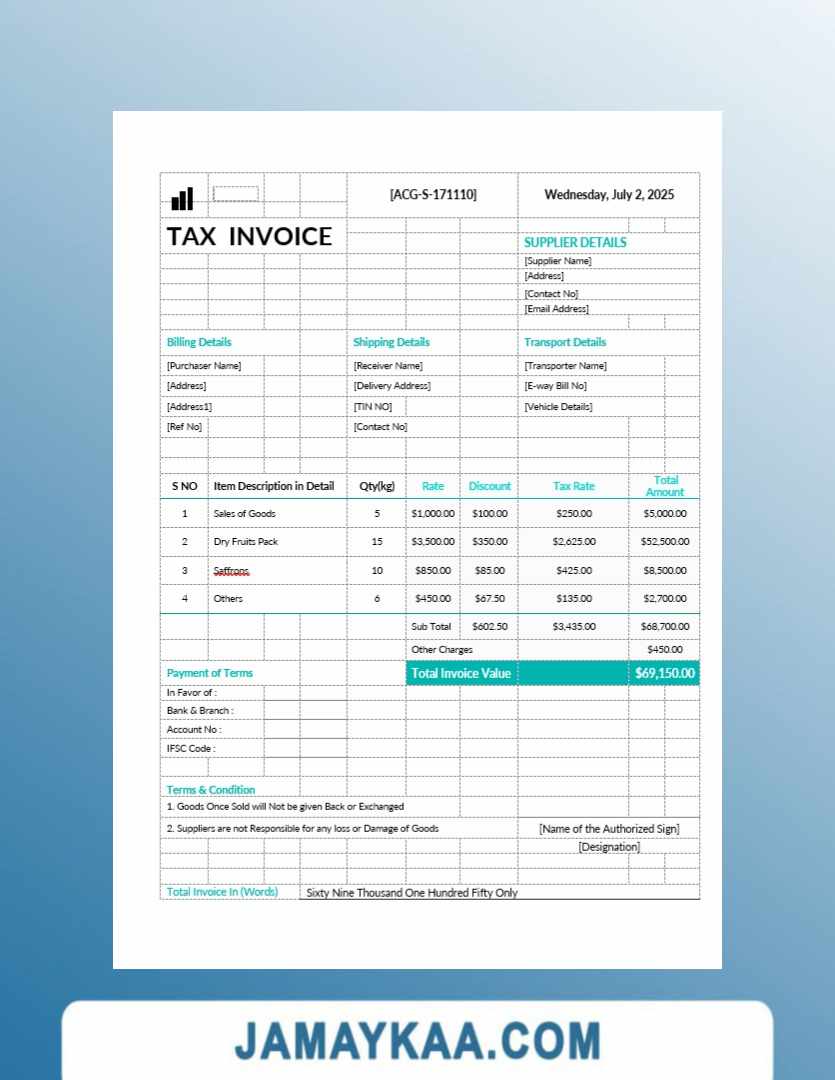 [ACG-S-171110] Wednesday, July 2, 2025
TAX INVOICE
SUPPLIER DETAILS
[Supplier Name]
[Address]
[Contact No]
[Email Address]
Billing Details Shipping Details Transport Details
[Purchaser Name] [Receiver Name] [Transporter Name]
[Address] [Delivery Address] [E-way Bill No]
[Address1] [TIN NO] [Vehicle Details]
[Ref No] [Contact No]
S NO Item Description in Detail Qty(kg) Rate Discount Tax Rate Total Amount
1 Sales of Goods 5 $1,000.00 $100.00 $250.00 $5,000.00
2 Dry Fruits Pack 15 $3,500.00 $350.00 $2,625.00 $52,500.00
3 Saffrons 10 $850.00 $85.00 $425.00 $8,500.00
4 Others 6 $450.00 $67.50 $135.00 $2,700.00
Sub Total $602.50 $3,435.00 $68,700.00
Other Charges $450.00
Payment of Terms Total Invoice Value $69,150.00
In Favor of :
Bank & Branch :
Account No :
IFSC Code :
Terms & Condition
1. Goods Once Sold will Not be given Back or Exchanged
2. Suppliers are not Responsible for any loss or Damage of Goods [Name of the Authorized Sign]
[Designation]
Total Invoice In (Words) Sixty Nine Thousand One Hundred Fifty Only
JAMAYKAA.COM